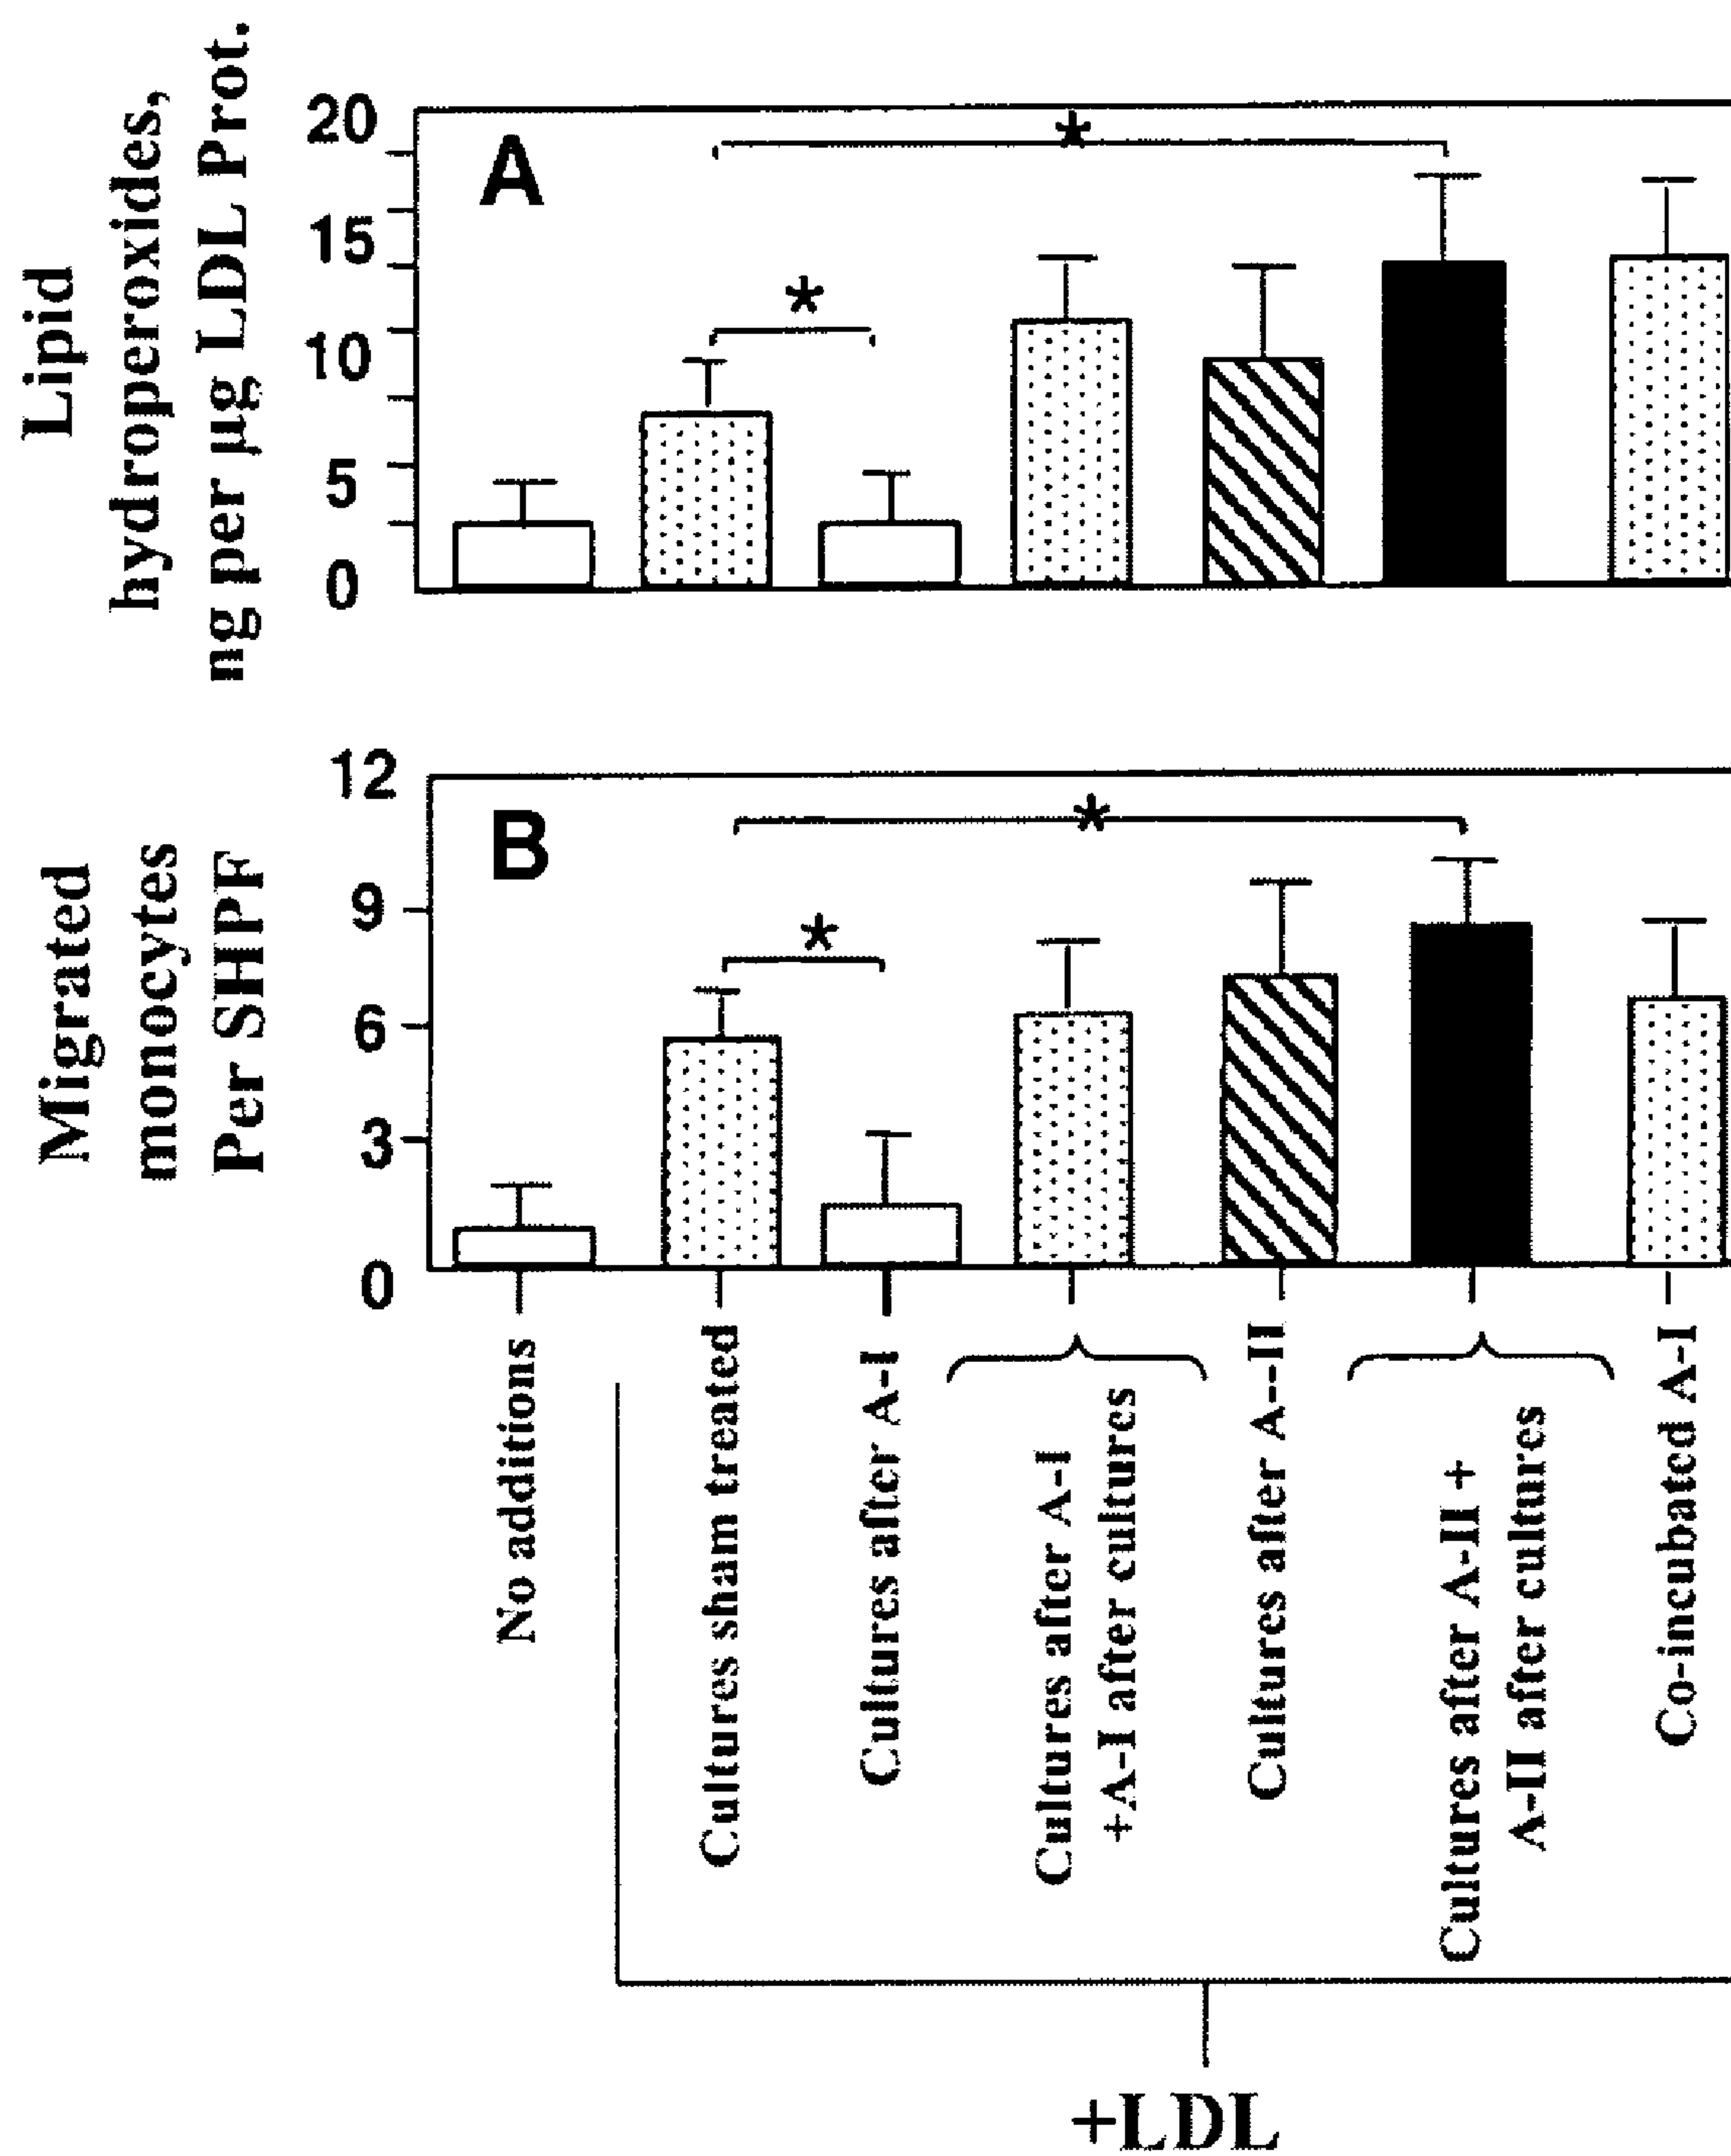 Lipid
hydroperoxides,
ng per µg LDL Prot.
20
15
10
5
0
A
*
*
Migrated
monocytes
Per SHPF
12
9
6
3
0
B
*
*
No additions
Cultures sham treated
Cultures after A-I
Cultures after A-I
+A-I after cultures
Cultures after A--II
Cultures after A-II +
A-II after cultures
Co-incubated A-I
+LDL